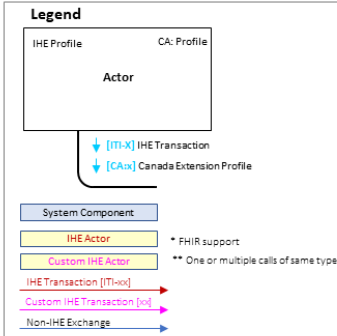 Legend
IHE Profile CA: Profile
Actor
[ITI-X] IHE Transaction
[CA:x] Canada Extension Profile
System Component
IHE Actor * FHIR support
Custom IHE Actor ** One or multiple calls of same type
IHE Transaction [ITI-xx]
Custom IHE Transaction [xx]
Non-IHE Exchange